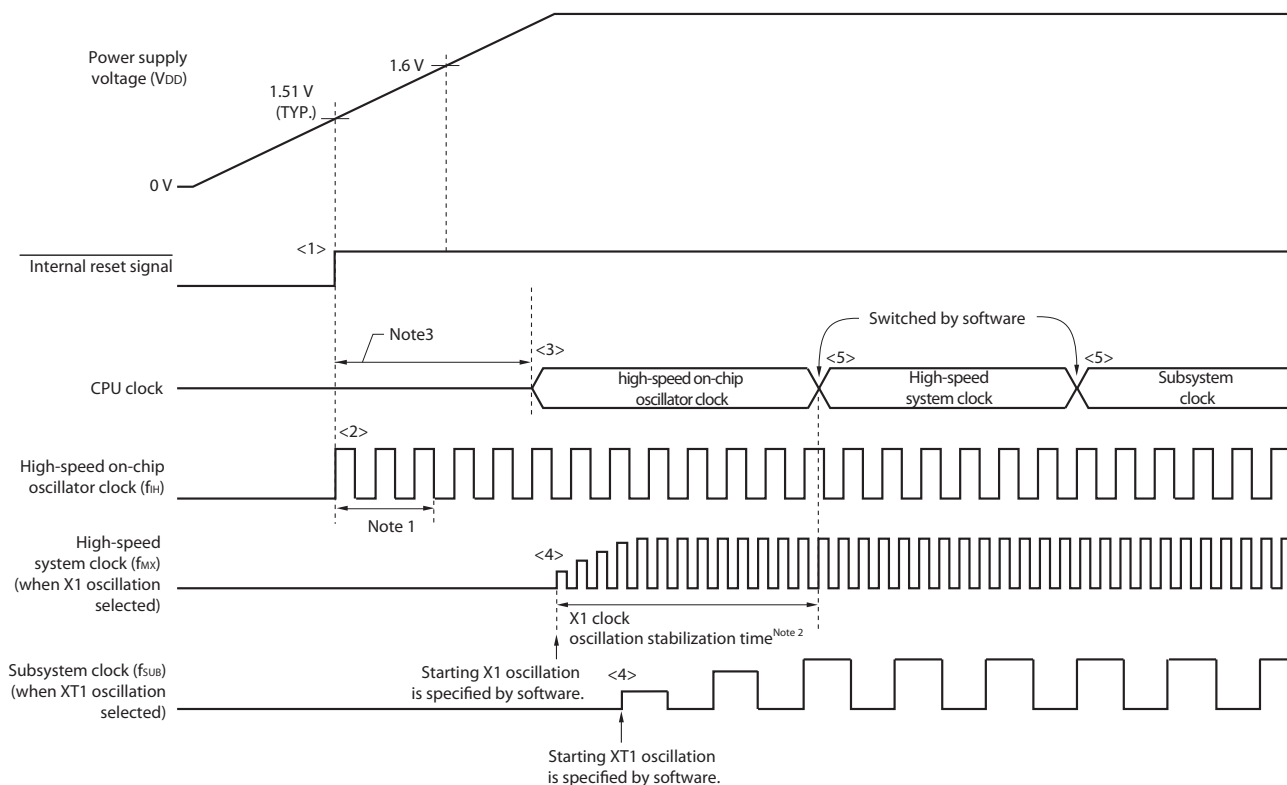 Power supply
voltage (VDD)
1.6 V
1.51 V
(TYP.)
0 V
<1>
Internal reset signal
Note3
Switched by software
<3>
<5>
<5>
CPU clock
high-speed on-chip
oscillator clock
High-speed
system clock
Subsystem
clock
<2>
High-speed on-chip
oscillator clock (fIH)
Note 1
High-speed
system clock (fMX)
(when X1 oscillation
selected)
<4>
X1 clock
oscillation stabilization time Note 2
Starting X1 oscillation
is specified by software.
Subsystem clock (fSUB)
(when XT1 oscillation
selected)
<4>
Starting XT1 oscillation
is specified by software.